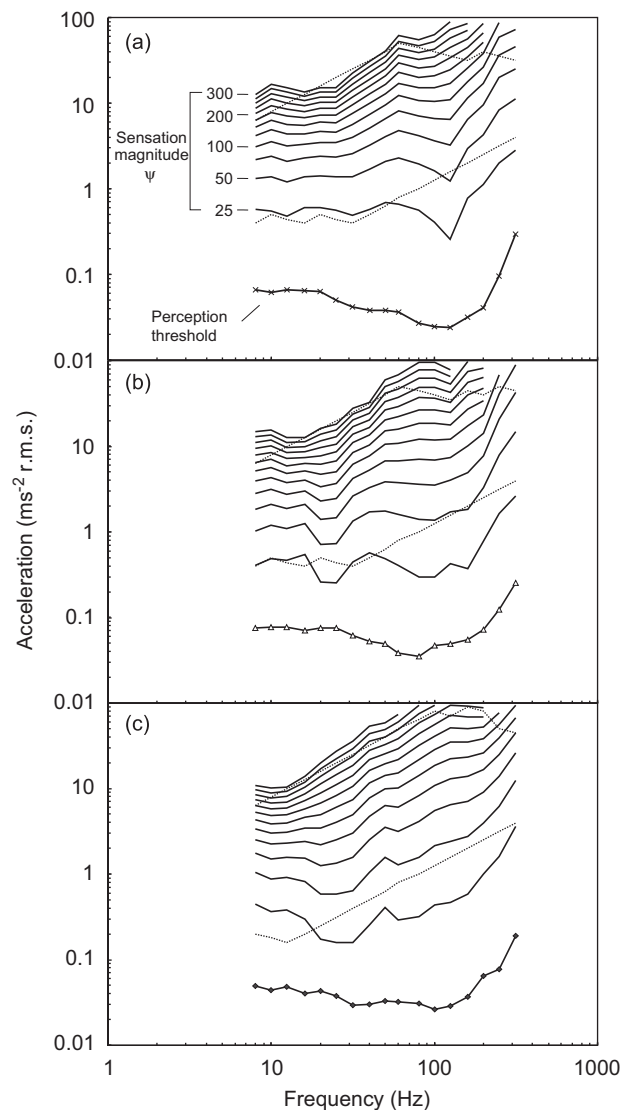 100
(a)
10
300
200
Sensation
magnitude
100
ψ
50
1
25
0.1
Perception
threshold
0.01
(b)
10
1
0.1
0.01
(c)
10
1
0.1
0.01
Acceleration (ms-2 r.m.s.)
1 10 100 1000
Frequency (Hz)